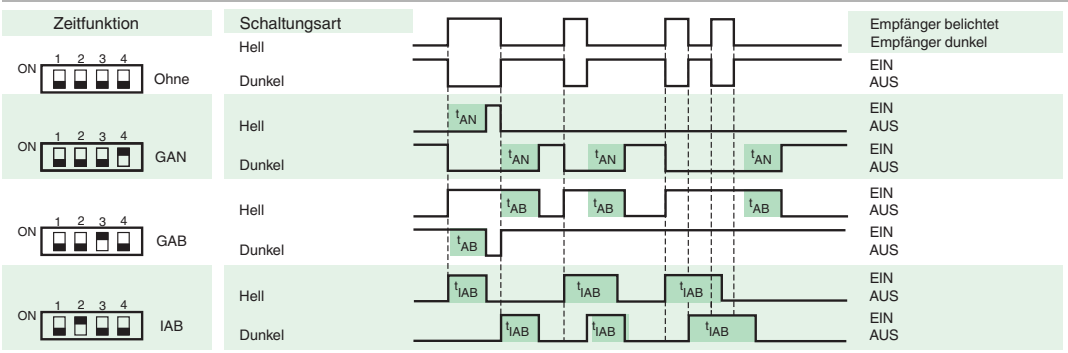 Zeitfunktion Schaltungsart Empfänger belichtet
Hell Empfänger dunkel
1 2 3 4
ON Ohne Dunkel EIN
AUS
1 2 3 4
ON GAN
Hell tAN EIN
AUS
Dunkel tAN tAN tAN EIN
AUS
1 2 3 4
ON GAB
Hell tAB tAB tAB EIN
AUS
Dunkel tAB EIN
AUS
1 2 3 4
ON IAB
Hell tIAB tIAB tIAB EIN
AUS
Dunkel tIAB tIAB tIAB EIN
AUS